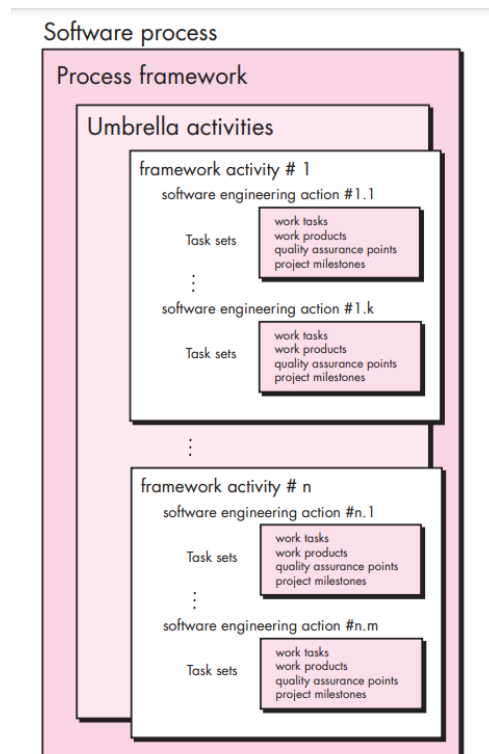 Software process
Process framework
Umbrella activities
framework activity # 1
software engineering action #1.1
Task sets
work tasks
work products
quality assurance points
project milestones
software engineering action #1.k
Task sets
work tasks
work products
quality assurance points
project milestones
framework activity # n
software engineering action #n.1
Task sets
work tasks
work products
quality assurance points
project milestones
software engineering action #n.m
Task sets
work tasks
work products
quality assurance points
project milestones